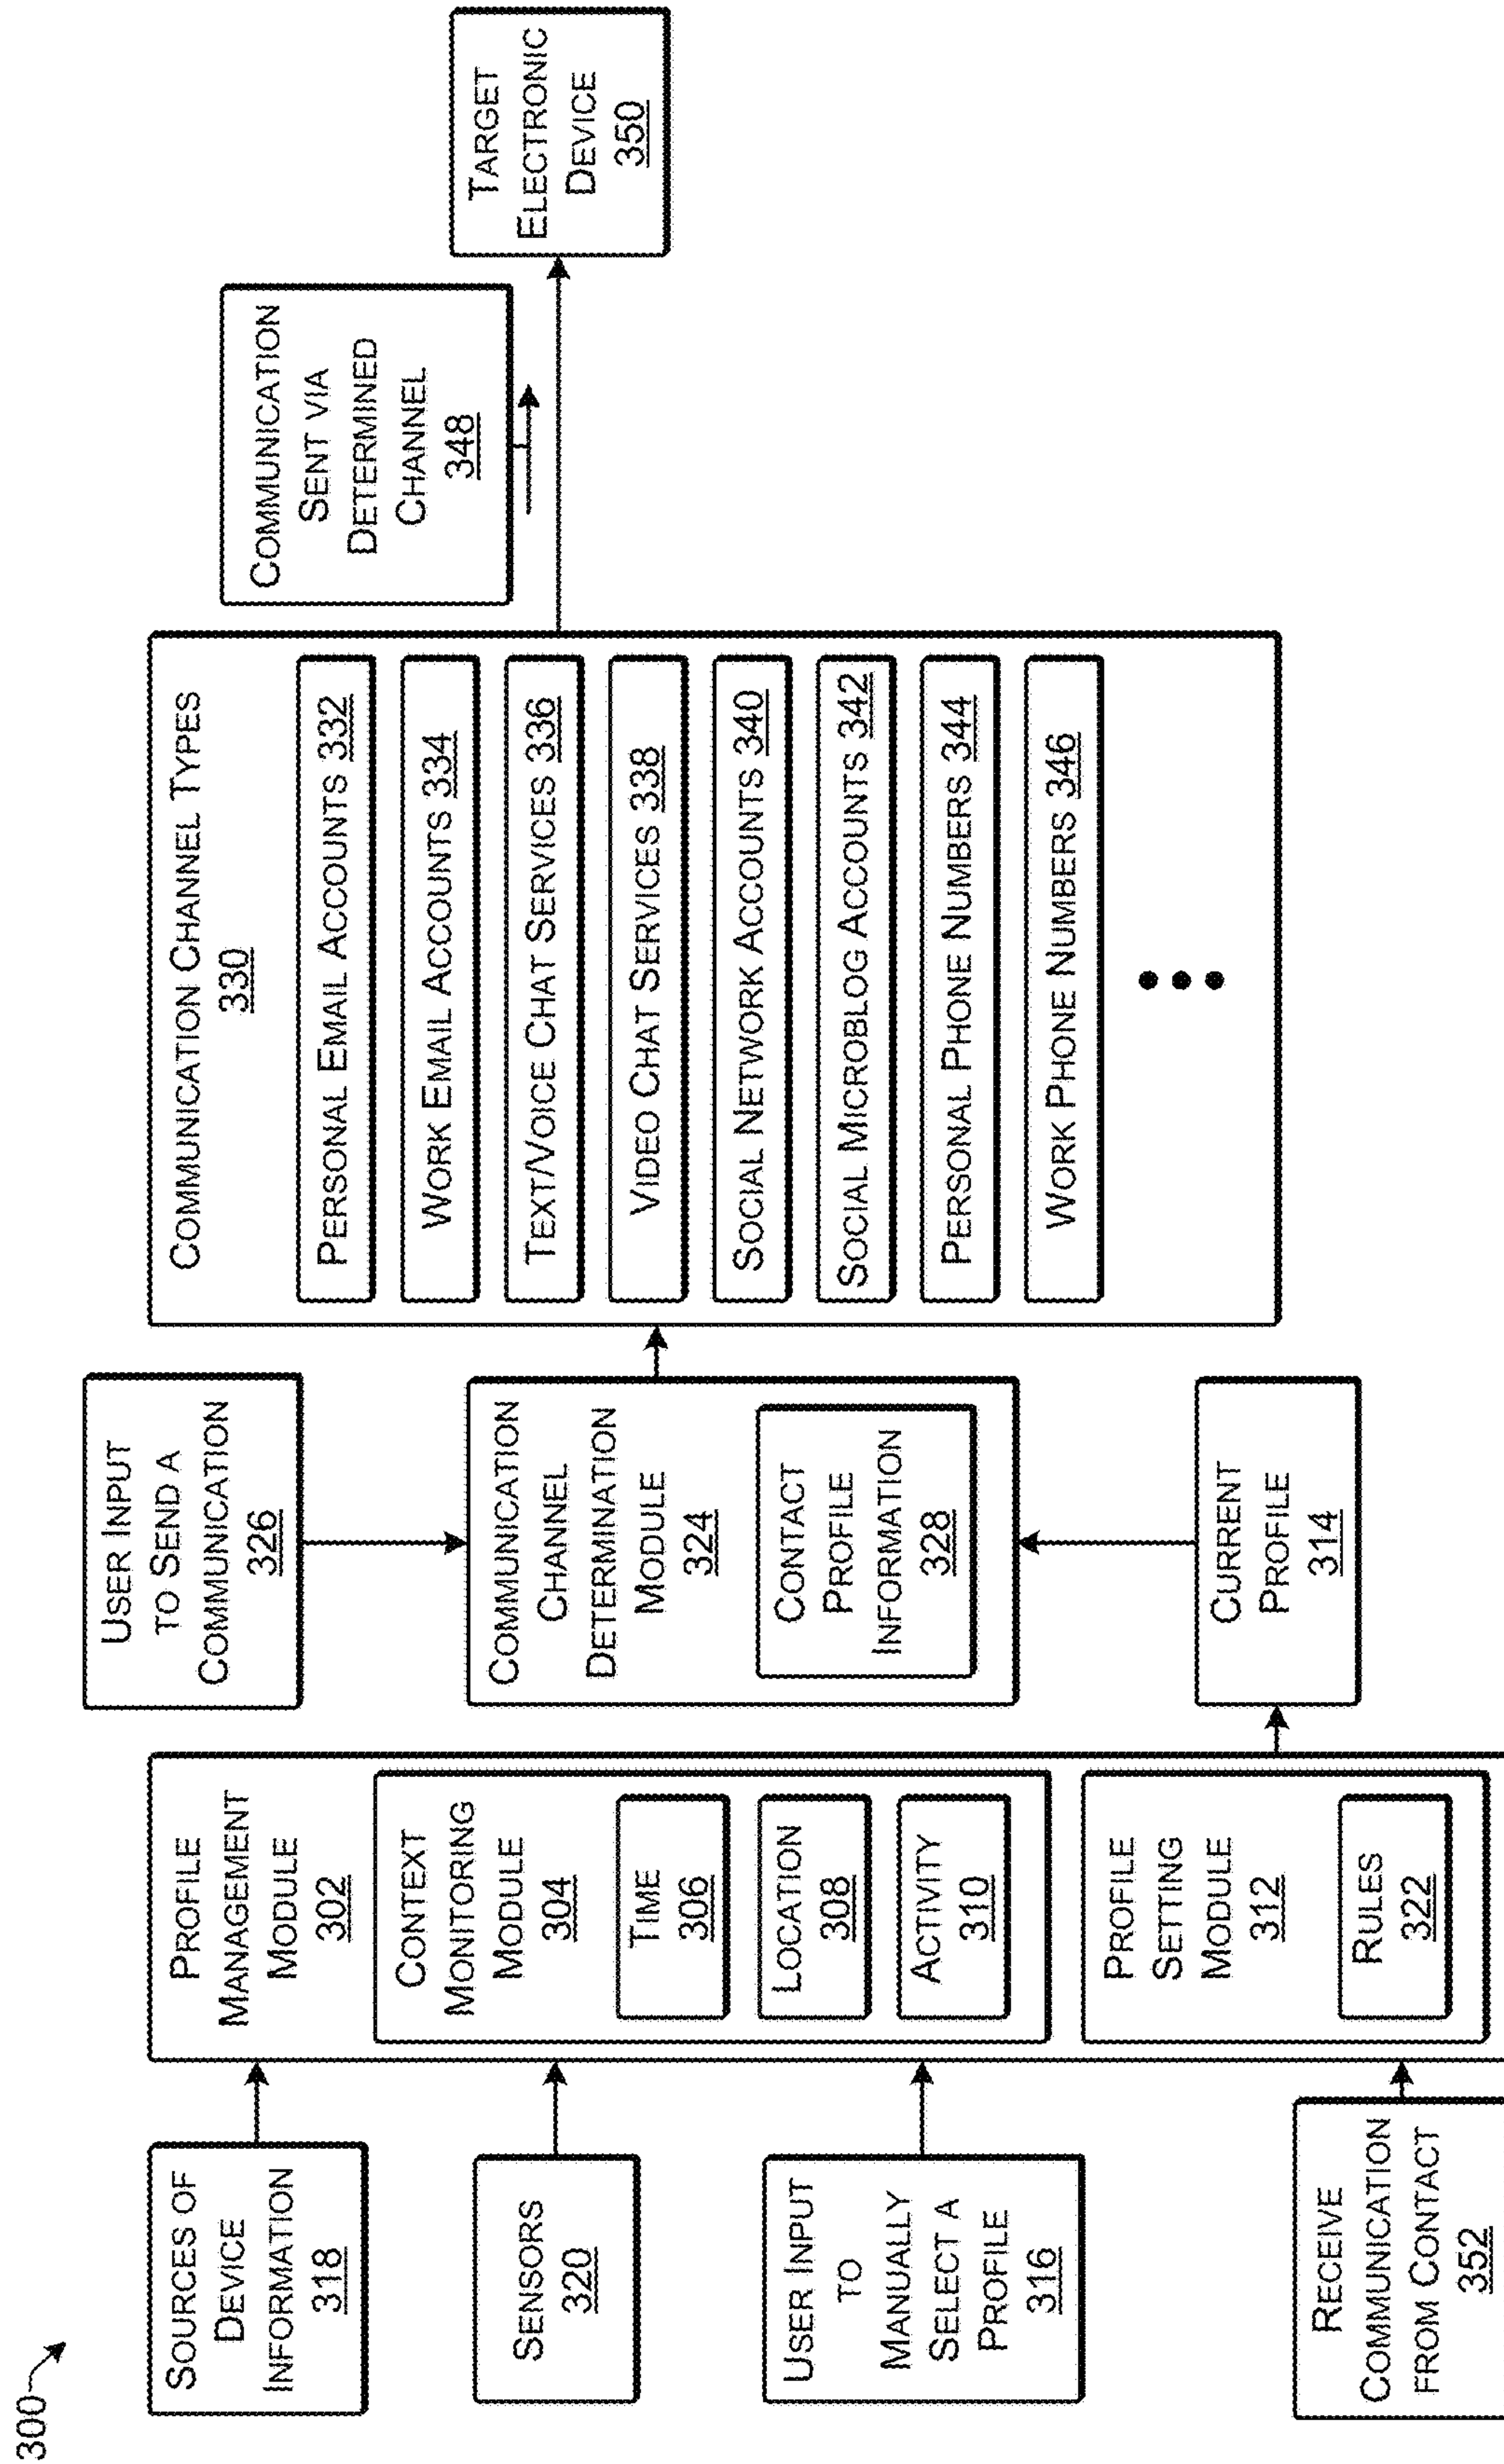 300
SOURCES OF
DEVICE
INFORMATION
318
SENSORS
320
USER INPUT
TO
MANUALLY
SELECT A
PROFILE
316
RECEIVE
COMMUNICATION
FROM CONTACT
352
PROFILE
MANAGEMENT
MODULE
302
CONTEXT
MONITORING
MODULE
304
TIME
306
LOCATION
308
ACTIVITY
310
PROFILE
SETTING
MODULE
312
RULES
322
USER INPUT
TO SEND A
COMMUNICATION
326
COMMUNICATION
CHANNEL
DETERMINATION
MODULE
324
CONTACT
PROFILE
INFORMATION
328
CURRENT
PROFILE
314
COMMUNICATION CHANNEL TYPES
330
PERSONAL EMAIL ACCOUNTS 332
WORK EMAIL ACCOUNTS 334
TEXT/VOICE CHAT SERVICES 336
VIDEO CHAT SERVICES 338
SOCIAL NETWORK ACCOUNTS 340
SOCIAL MICROBLOG ACCOUNTS 342
PERSONAL PHONE NUMBERS 344
WORK PHONE NUMBERS 346
COMMUNICATION
SENT VIA
DETERMINED
CHANNEL
348
TARGET
ELECTRONIC
DEVICE
350